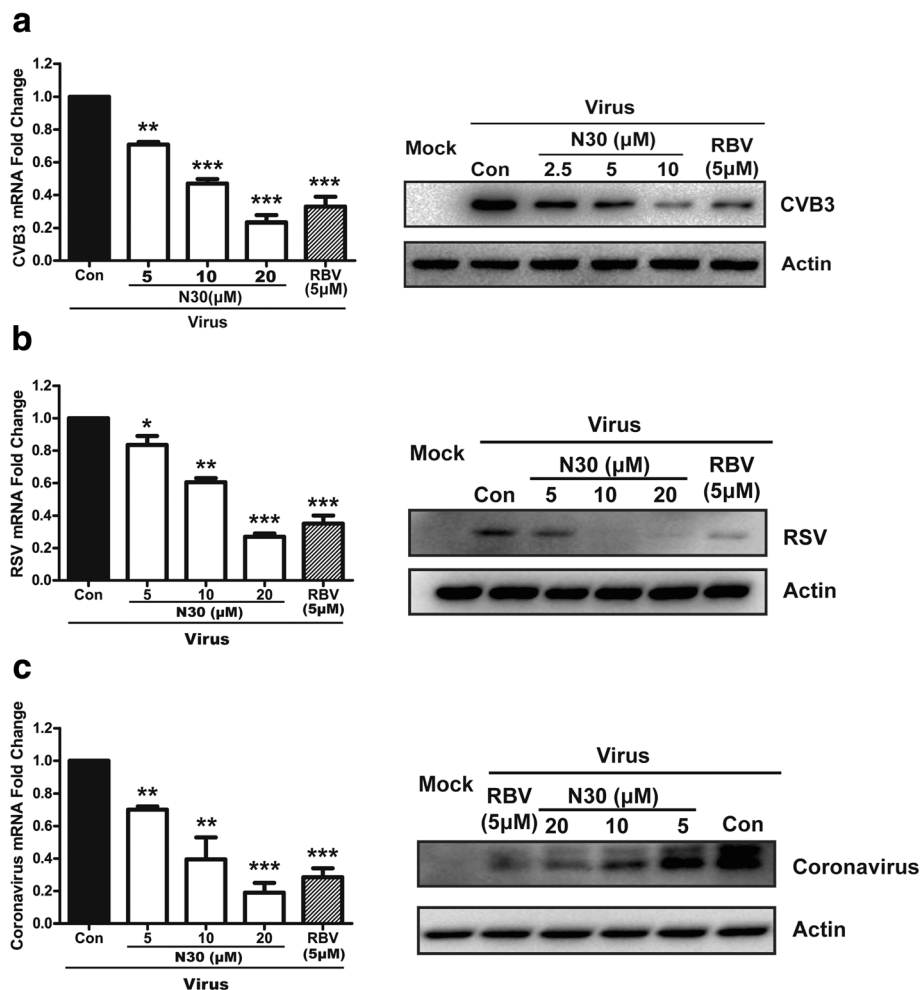 a
CVB3 mRNA Fold Change
1.2
1.0
0.8
0.6
0.4
0.2
0.0
**
***
***
***
Con
5
10
20
RBV
(5μM)
N30(μM)
Virus
Virus
Mock
N30 (μM)
RBV
(5μM)
Con
2.5
5
10
CVB3
Actin
b
RSV mRNA Fold Change
1.2
1.0
0.8
0.6
0.4
0.2
0.0
*
**
***
***
Con
5
10
20
RBV
(5μM)
N30 (μM)
Virus
Virus
Mock
N30 (μM)
RBV
(5μM)
Con
5
10
20
RSV
Actin
c
Coronavirus mRNA Fold Change
1.2
1.0
0.8
0.6
0.4
0.2
0.0
**
**
***
***
Con
5
10
20
RBV
(5μM)
N30 (μM)
Virus
Virus
Mock
RBV
(5μM)
N30 (μM)
20
10
5
Con
Coronavirus
Actin